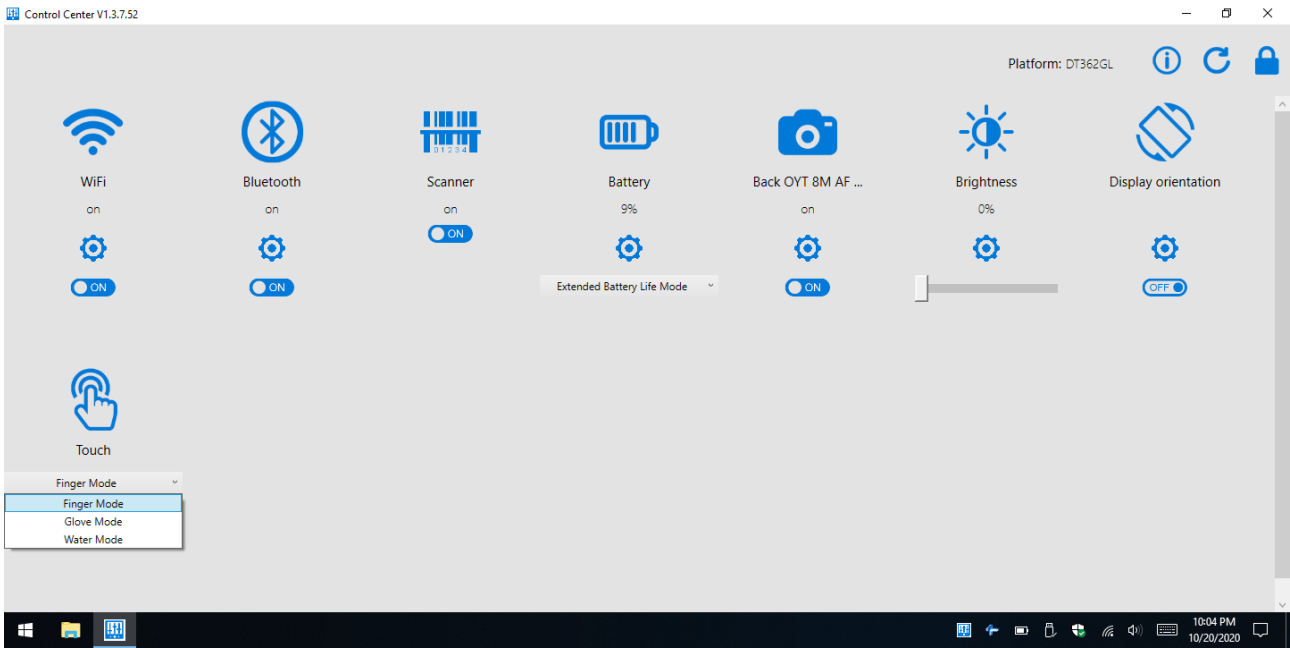 Control Center V1.3.7.52
Platform: DT362GL
01234
WiFi
Bluetooth
Scanner
Battery
Back OYT 8M AF ...
Brightness
Display orientation
on
on
on
9%
on
0%
ON
ON
ON
Extended Battery Life Mode
ON
OFF
Touch
Finger Mode
Finger Mode
Glove Mode
Water Mode
10:04 PM
10/20/2020